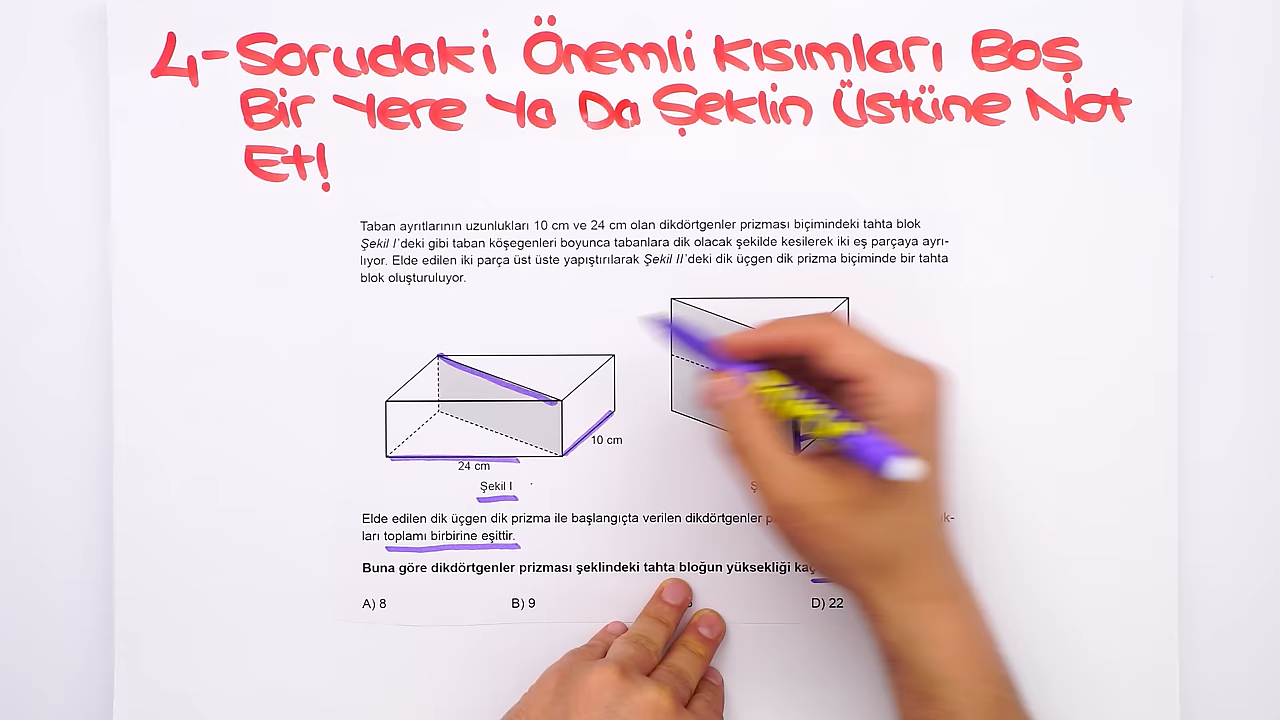 4-Sorudaki Önemli Kısımları Boş
Bir Yere Ya Da Şeklin Üstüne Not
Et!
Taban ayrıtlarının uzunlukları 10 cm ve 24 cm olan dikdörtgenler prizması biçimindeki tahta blok
Şekil I'deki gibi taban köşegenleri boyunca tabanlara dik olacak şekilde kesilerek iki eş parçaya ayrı-
lıyor. Elde edilen iki parça üst üste yapıştırılarak Şekil II'deki dik üçgen dik prizma biçiminde bir tahta
blok oluşturuluyor.
10 cm
24 cm
Şekil I
Elde edilen dik üçgen dik prizma ile başlangıçta verilen dikdörtgenler
ları toplamı birbirine eşittir.
Buna göre dikdörtgenler prizması şeklindeki tahta bloğun yüksekliği
A) 8
B) 9
D) 22